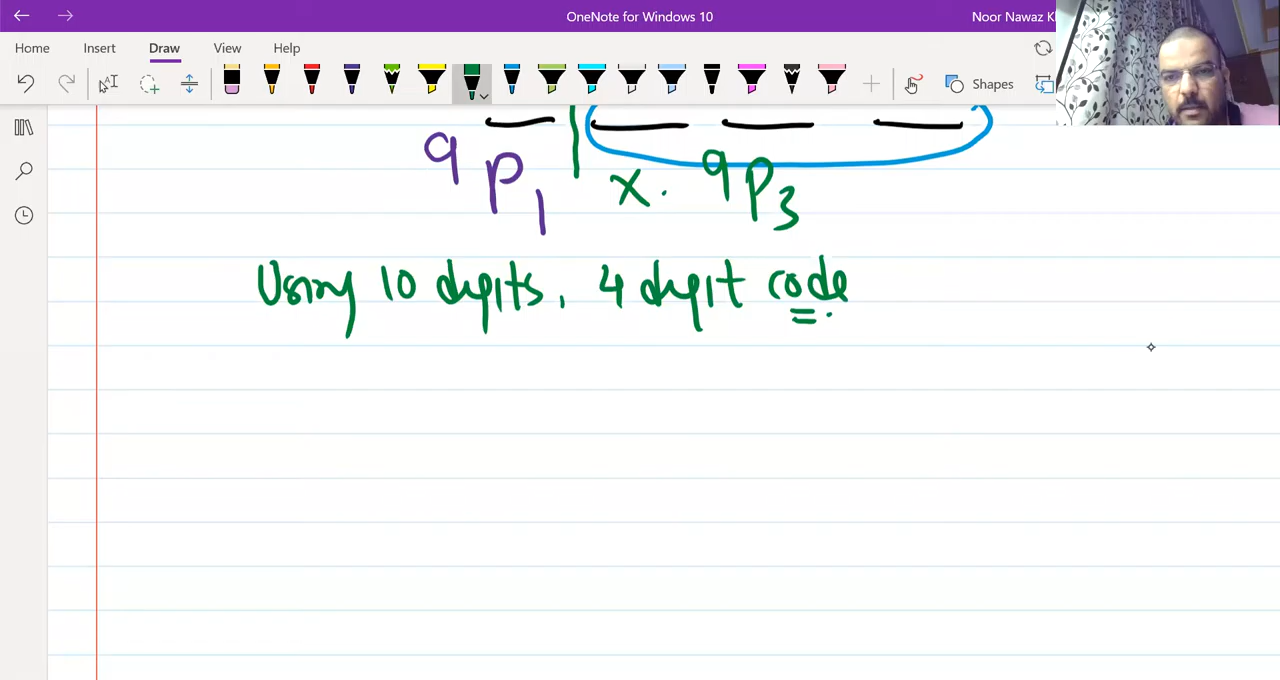 OneNote for Windows 10
Noor Nawaz Kh
Home Insert Draw View Help
Shapes
9P1 x. 9P3
Using 10 digits, 4 digit code.